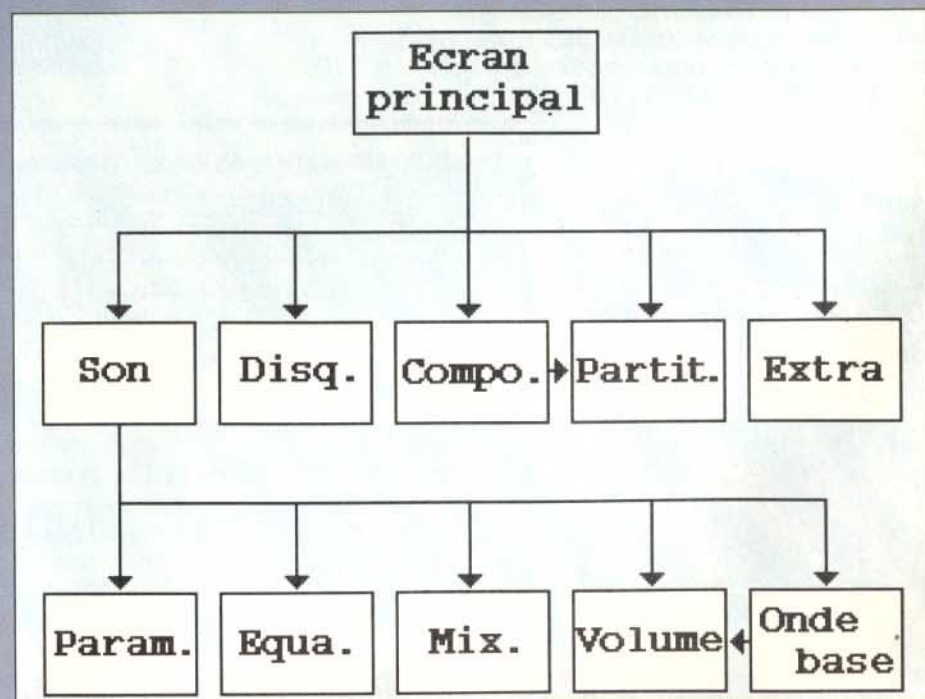 Ecran
principal
Son
Disq.
Compo.
Partit.
Extra
Param.
Equa.
Mix.
Volume
Onde
base